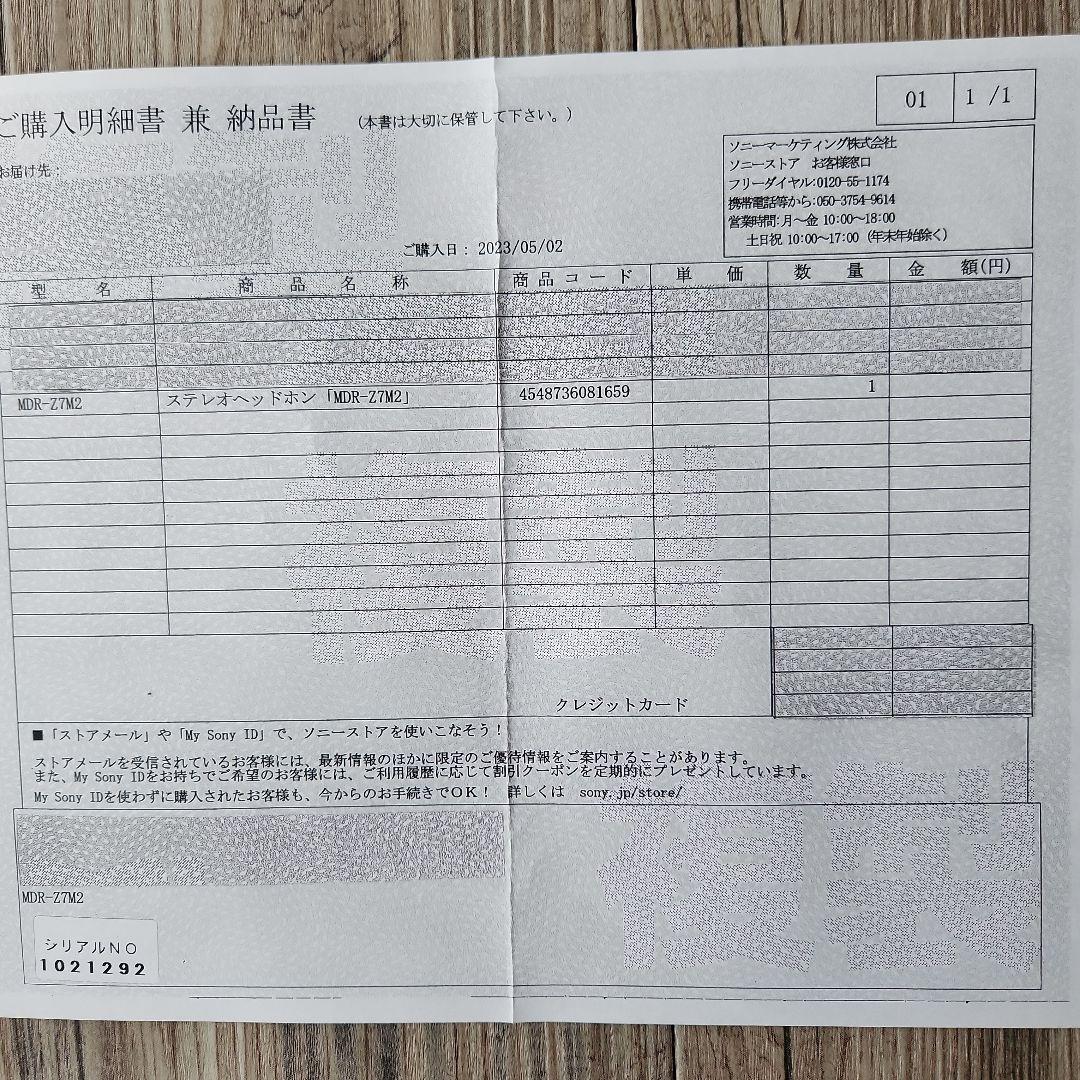 ご購入明細書 兼 納品書 (本書は大切に保管して下さい。)
01 1 /1
お届け先:
ソニーマーケティング株式会社
ソニーストア お客様窓口
フリーダイヤル:0120-55-1174
携帯電話等から:050-3754-9614
営業時間:月～金 10:00～18:00
土日祝 10:00～17:00 (年末年始除く)
ご購入日: 2023/05/02
型名 商品名称 商品コード 単価 数量 金額(円)
MDR-Z7M2 ステレオヘッドホン「MDR-Z7M2」 4548736081659 1
クレジットカード
■「ストアメール」や「My Sony ID」で、ソニーストアを使いこなそう!
ストアメールを受信されているお客様には、最新情報のほかに限定のご優待情報をご案内することがあります。
また、My Sony IDをお持ちでご希望のお客様には、ご利用履歴に応じて割引クーポンを定期的にプレゼントしています。
My Sony IDを使わずに購入されたお客様も、今からのお手続きでOK! 詳しくは sony.jp/store/
MDR-Z7M2
シリアルNO
1021292
複製